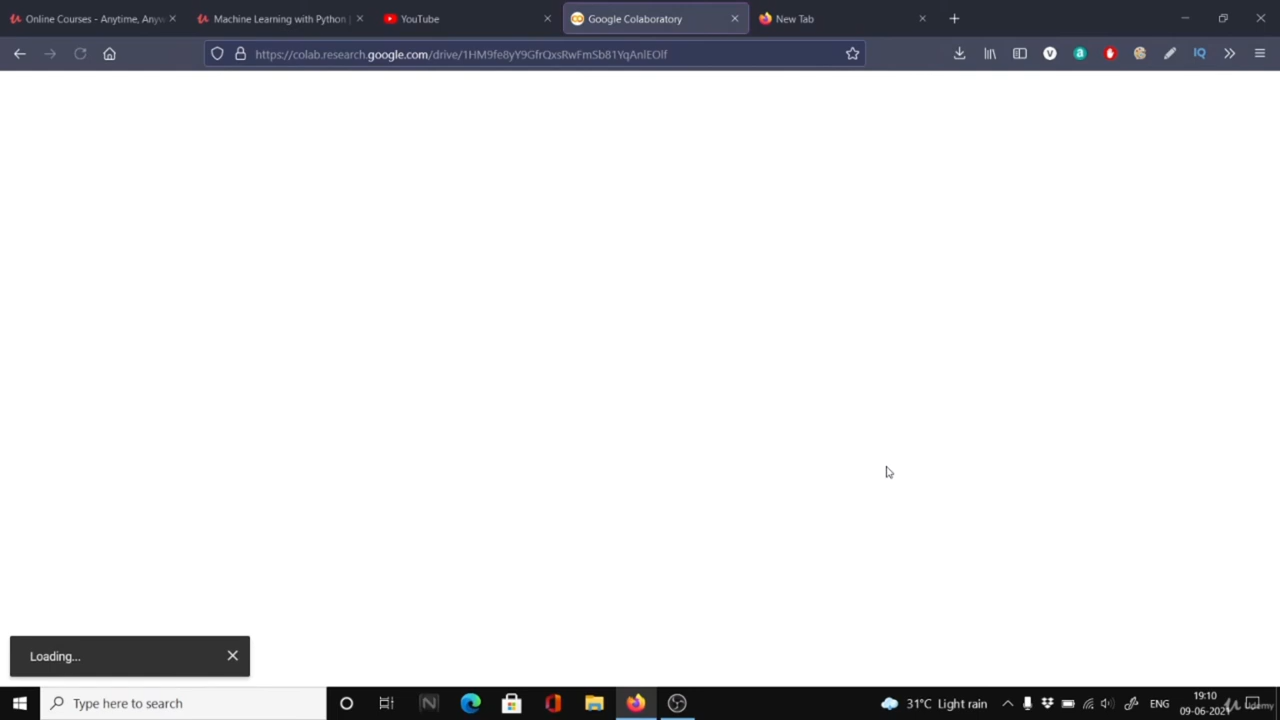 Online Courses - Anytime, Anyw
Machine Learning with Python |
YouTube
Google Colaboratory
New Tab
https://colab.research.google.com/drive/1HM9fe8yY9GfrQxsRwFmSb81YqAnlEOlf
Loading...
Type here to search
31°C Light rain
ENG
19:10
09-06-2021
Udemy